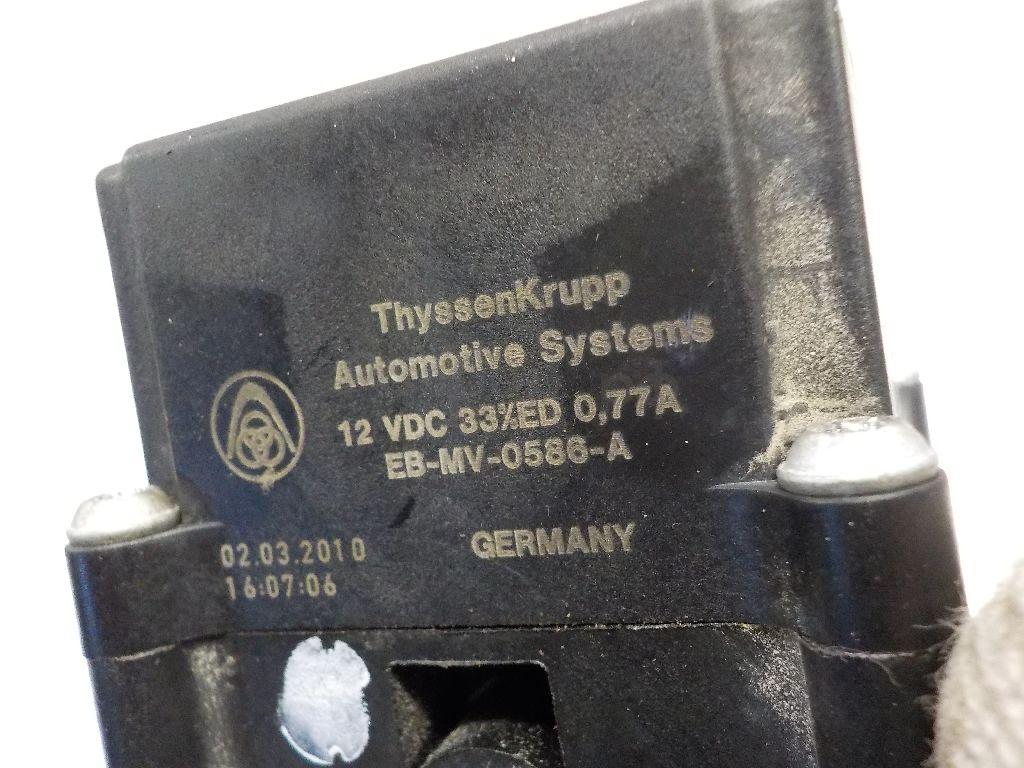 ThyssenKrupp
Automotive Systems
12 VDC 33%ED 0,77A
EB-MV-0586-A
GERMANY
02.03.2010
16:07:06